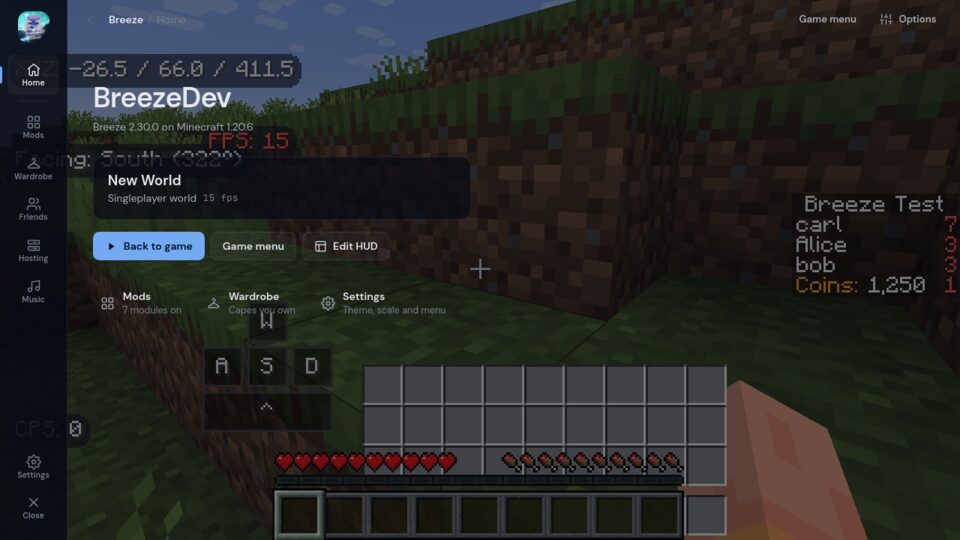 Breeze / Home
Game menu
Options
Home
-26.5 / 66.0 / 411.5
BreezeDev
Breeze 2.30.0 on Minecraft 1.20.6
FPS: 15
Mods
Facing: South (322°)
Wardrobe
New World
Singleplayer world 15 fps
Friends
Breeze Test
carl 7
Alice 3
bob 3
Coins: 1,250 1
Back to game
Game menu
Edit HUD
Hosting
Music
Mods
7 modules on
Wardrobe
Capes you own
Settings
Theme, scale and menu
W
A S D
^
CPS: 0
Settings
Close